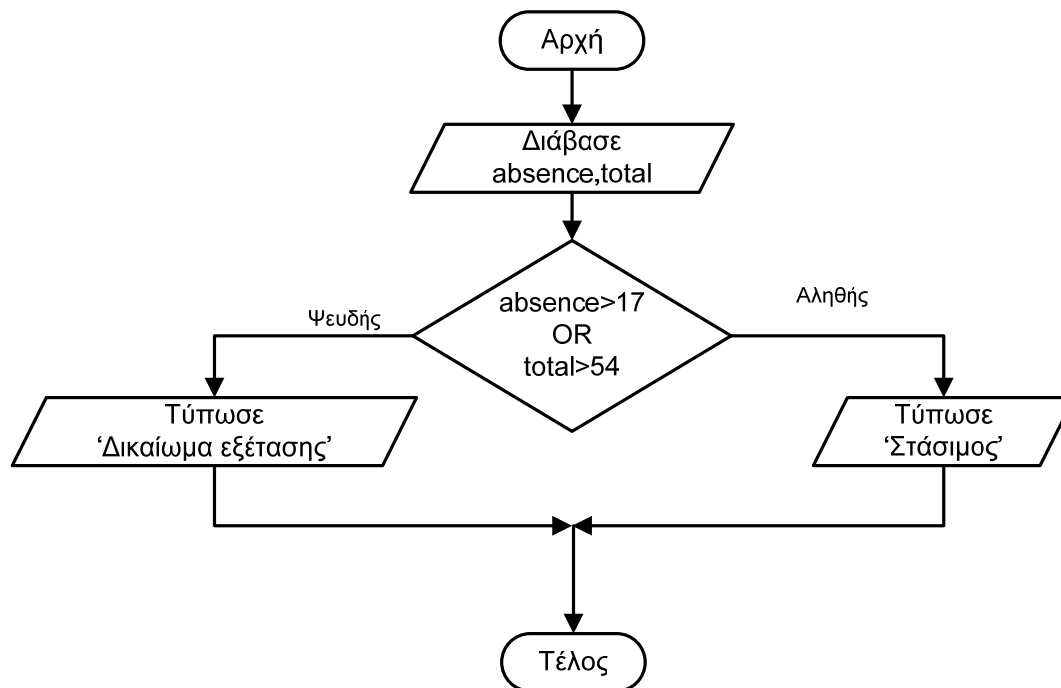 Αρχή
Διάβασε
absence,total
absence>17
OR
total>54
Ψευδής
Αληθής
Τύπωσε
‘Δικαίωμα εξέτασης’
Τύπωσε
‘Στάσιμος’
Τέλος